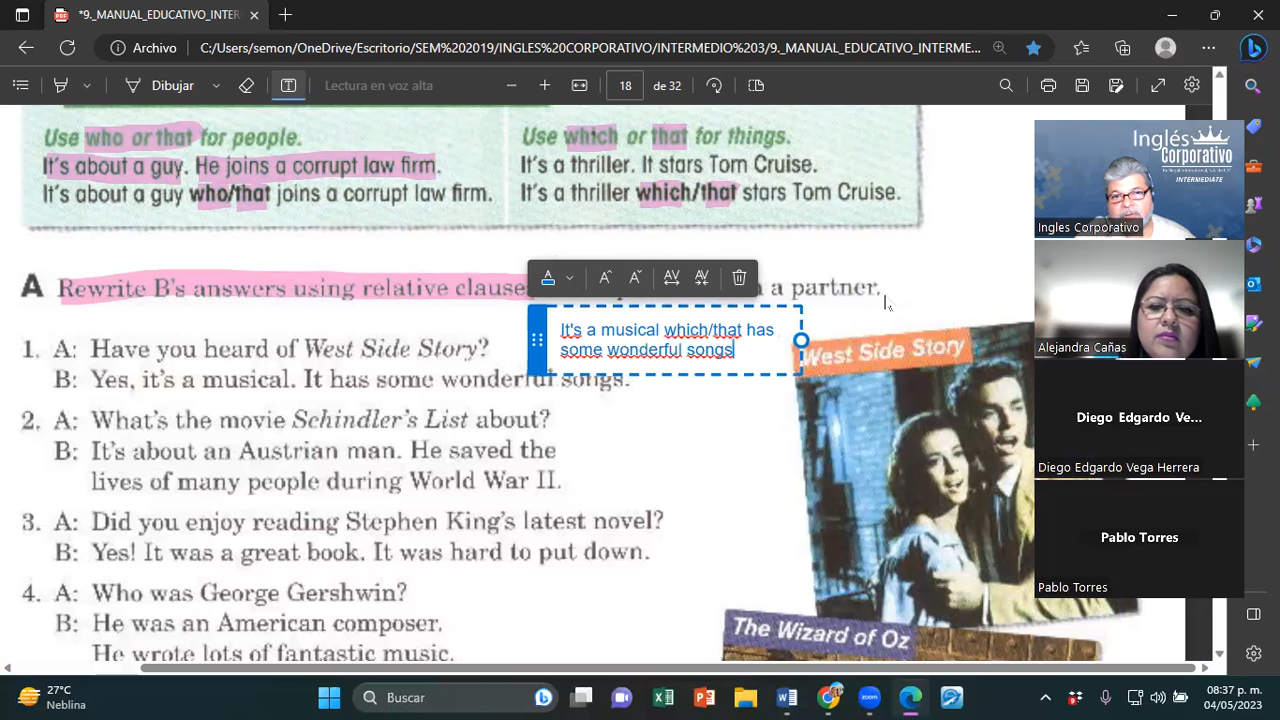 *9._MANUAL_EDUCATIVO_INTER
Archivo
C:/Users/semon/OneDrive/Escritorio/SEM%202019/INGLES%20CORPORATIVO/INTERMEDIO%203/9._MANUAL_EDUCATIVO_INTERME...
Dibujar
Lectura en voz alta
18 de 32
Use who or that for people.
It's about a guy. He joins a corrupt law firm.
It's about a guy who/that joins a corrupt law firm.
Use which or that for things.
It's a thriller. It stars Tom Cruise.
It's a thriller which/that stars Tom Cruise.
A Rewrite B's answers using relative clauses
a partner.
It's a musical which/that has
some wonderful songs
1. A: Have you heard of West Side Story?
B: Yes, it's a musical. It has some wonderful songs.
2. A: What's the movie Schindler's List about?
B: It's about an Austrian man. He saved the
lives of many people during World War II.
3. A: Did you enjoy reading Stephen King's latest novel?
B: Yes! It was a great book. It was hard to put down.
4. A: Who was George Gershwin?
B: He was an American composer.
He wrote lots of fantastic music.
West Side Story
The Wizard of Oz
Inglés
Corporativo
INTERMEDIATE
Ingles Corporativo
Alejandra Cañas
Diego Edgardo Ve...
Diego Edgardo Vega Herrera
Pablo Torres
Pablo Torres
27°C
Neblina
Buscar
08:37 p. m.
04/05/2023